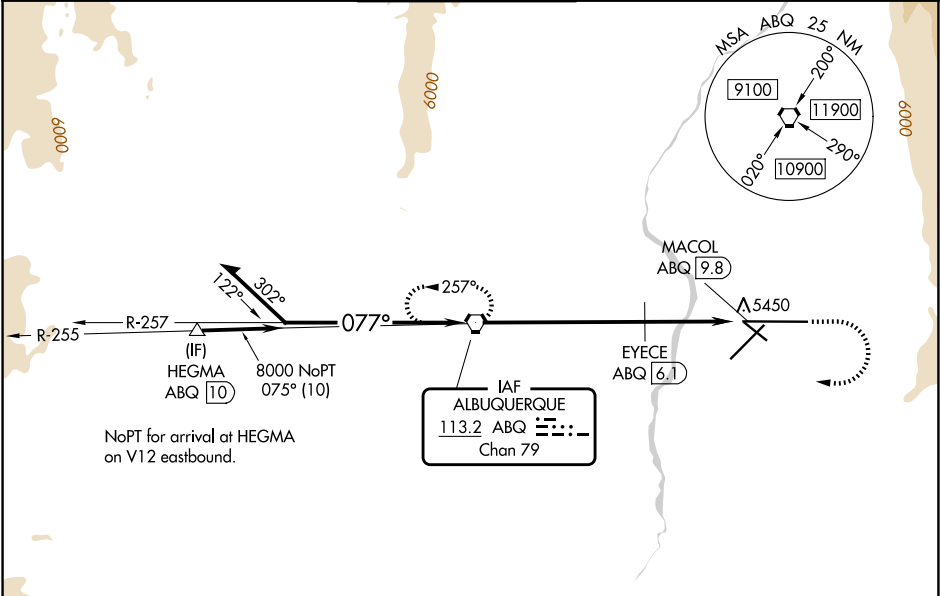 MSA ABQ 25 NM
200°
9100
11900
290°
020°
10900
6000
6000
6000
MACOL
ABQ 9.8
5450
257°
302°
122°
R-257
077°
R-255
(IF)
HEGMA
ABQ 10
8000 NoPT
075° (10)
EYECE
ABQ 6.1
IAF
ALBUQUERQUE
113.2 ABQ
Chan 79
NoPT for arrival at HEGMA
on V12 eastbound.